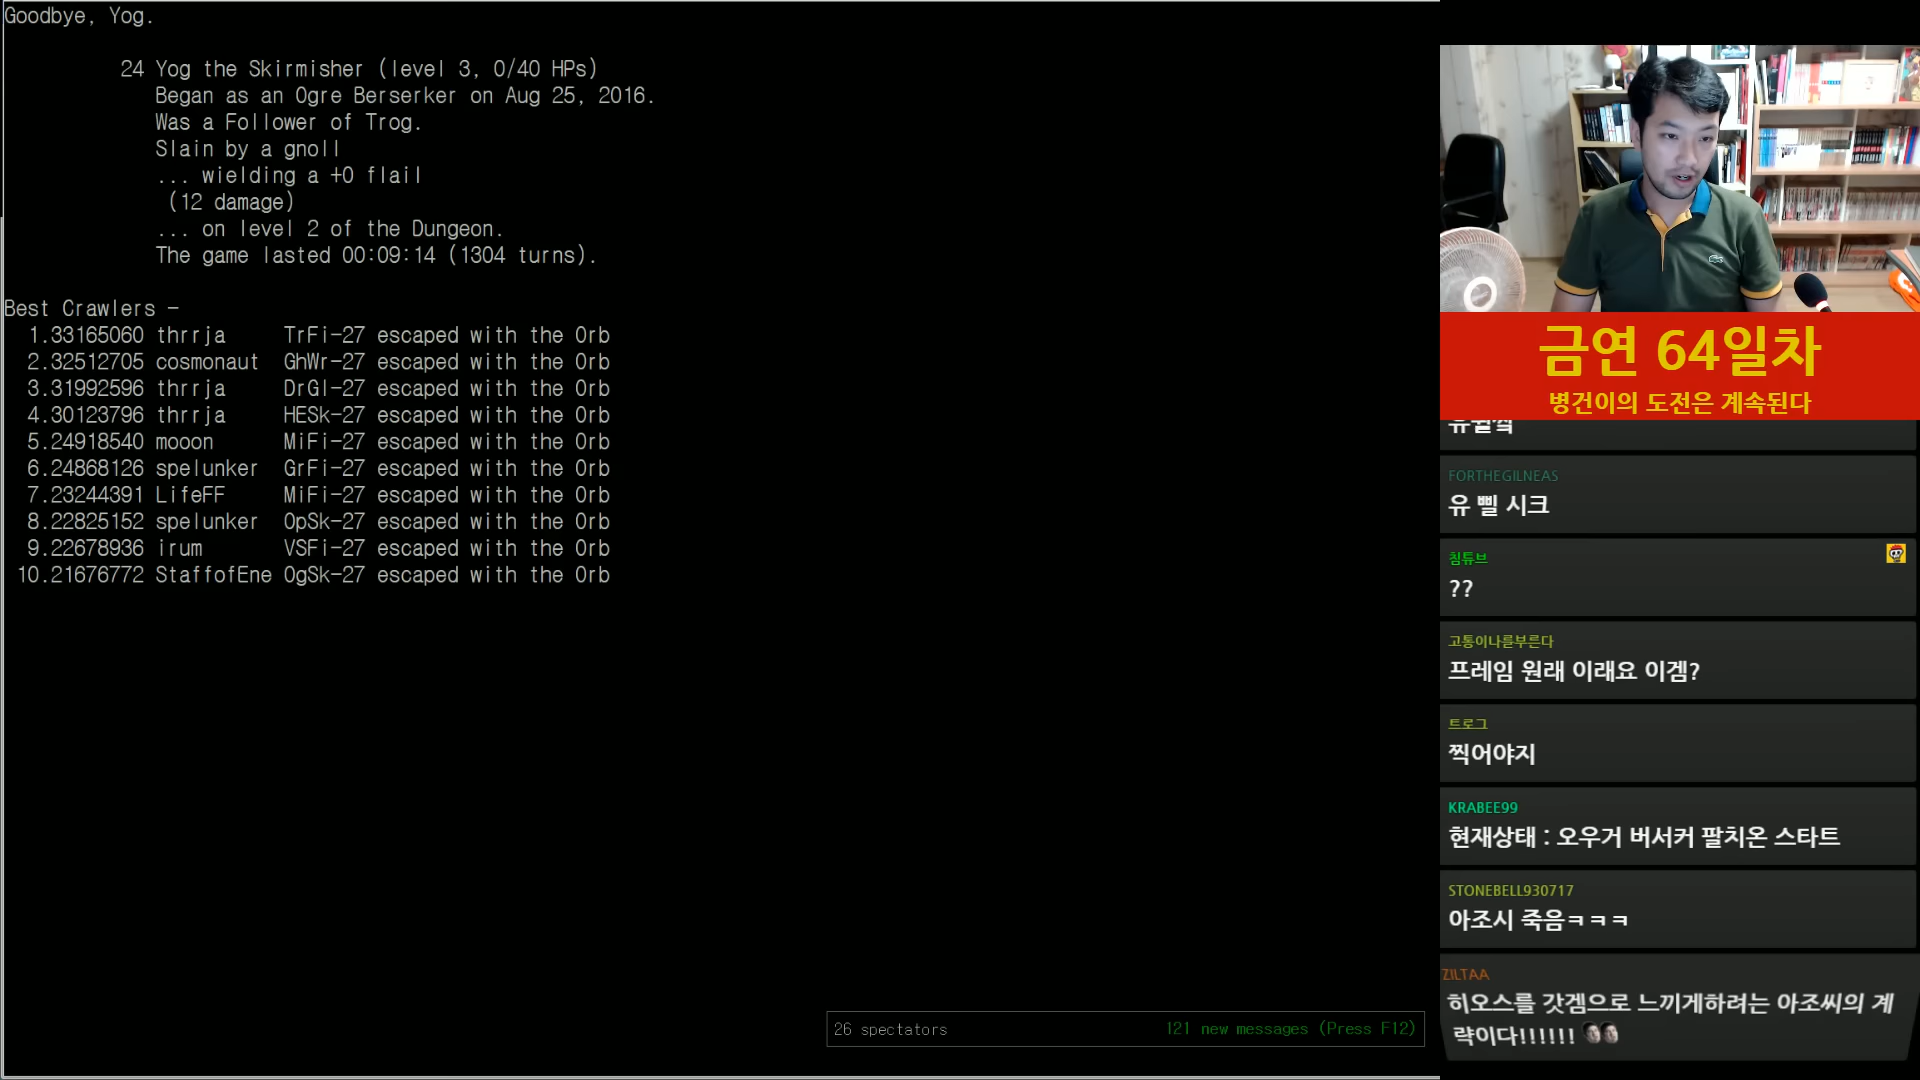 Goodbye, Yog.
24 Yog the Skirmisher (level 3, 0/40 HPs)
Began as an Ogre Berserker on Aug 25, 2016.
Was a Follower of Trog.
Slain by a gnoll
... wielding a +0 flail
(12 damage)
... on level 2 of the Dungeon.
The game lasted 00:09:14 (1304 turns).
Best Crawlers -
1.33165060 thrrja TrFi-27 escaped with the Orb
2.32512705 cosmonaut GhWr-27 escaped with the Orb
3.31992596 thrrja DrGl-27 escaped with the Orb
4.30123796 thrrja HESk-27 escaped with the Orb
5.24918540 mooon MiFi-27 escaped with the Orb
6.24868126 spelunker GrFi-27 escaped with the Orb
7.23244391 LifeFF MiFi-27 escaped with the Orb
8.22825152 spelunker OpSk-27 escaped with the Orb
9.22678936 irum VSFi-27 escaped with the Orb
10.21676772 StaffofEne OgSk-27 escaped with the Orb
26 spectators 121 new messages (Press F12)
금연 64일차
병건이의 도전은 계속된다
FORTHEGILNEAS
유 삘 시크
침튜브
??
고통이나를부른다
프레임 원래 이래요 이겜?
트로그
찍어야지
KRABEE99
현재상태 : 오우거 버서커 팔치온 스타트
STONEBELL930717
아조시 죽음ㅋㅋㅋ
ZILTAA
히오스를 갓겜으로 느끼게하려는 아조씨의 계
략이다!!!!!!